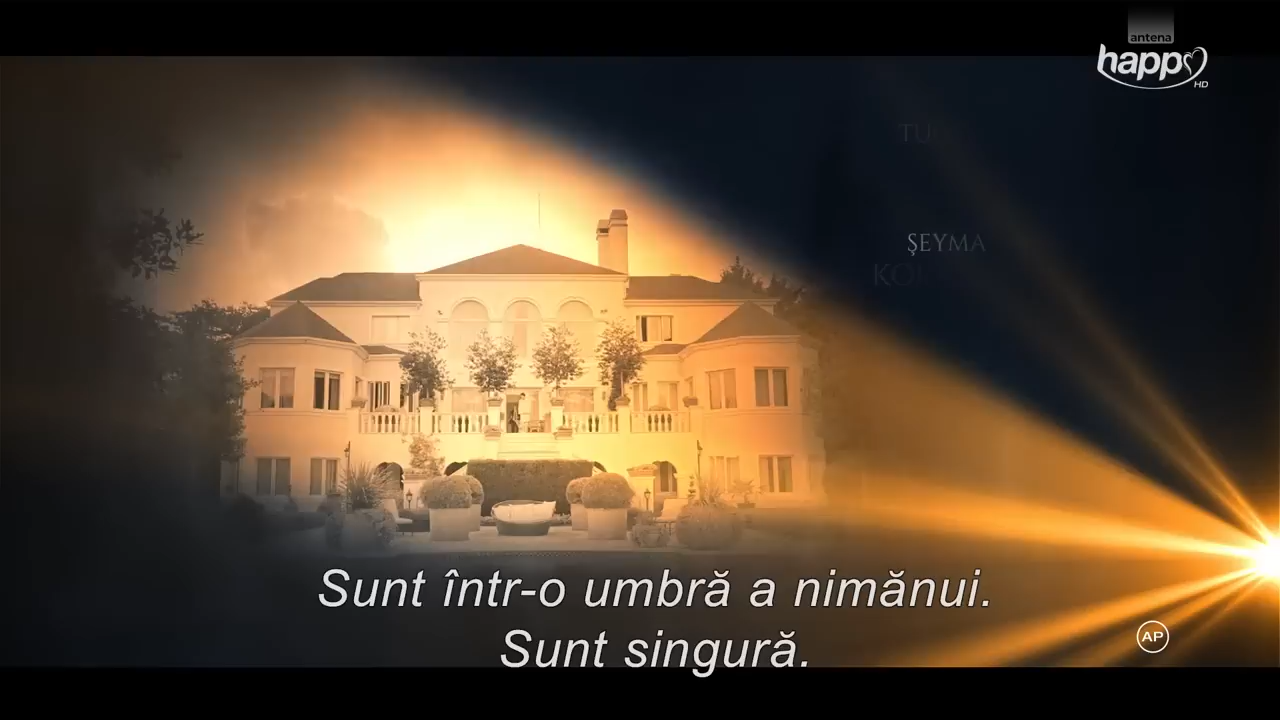 antena
happy
HD
ŞEYMA
Sunt într-o umbră a nimănui.
Sunt singură.
AP